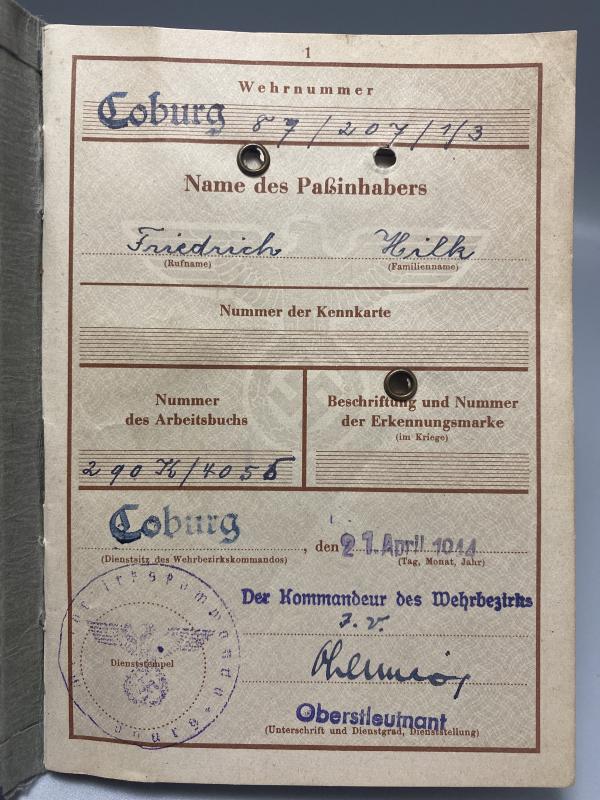 1
Wehrnummer
Coburg 87/207/1/3
Name des Paßinhabers
Friedrich Hilk
(Rufname) (Familienname)
Nummer der Kennkarte
Nummer
des Arbeitsbuchs
Beschriftung und Nummer
der Erkennungsmarke
(im Kriege)
290 K/4055
Coburg, den 21. April 1944
(Dienstsitz des Wehrbezirkskommandos) (Tag, Monat, Jahr)
Der Kommandeur des Wehrbezirks
J. V.
Dienststempel
Oberstleutnant
(Unterschrift und Dienstgrad, Dienststellung)